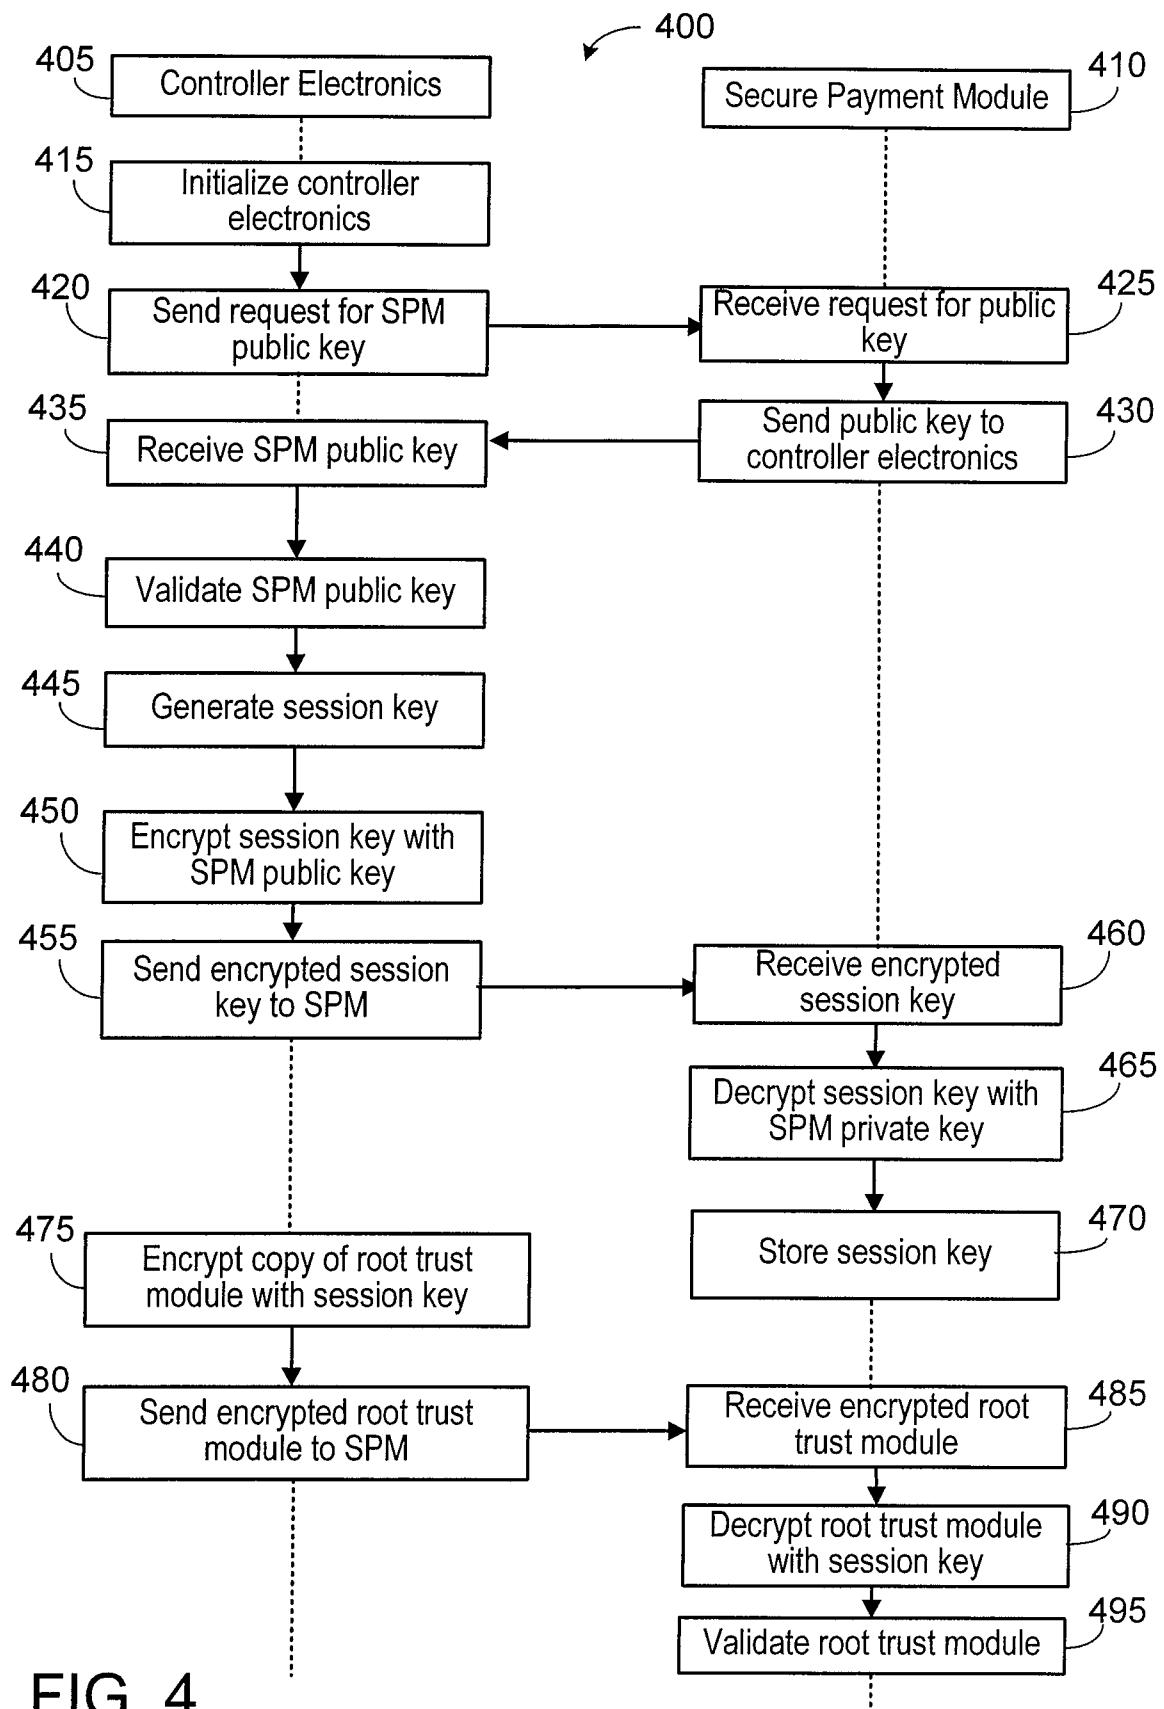 400
405
Controller Electronics
410
Secure Payment Module
415
Initialize controller
electronics
420
Send request for SPM
public key
425
Receive request for public
key
435
Receive SPM public key
430
Send public key to
controller electronics
440
Validate SPM public key
445
Generate session key
450
Encrypt session key with
SPM public key
455
Send encrypted session
key to SPM
460
Receive encrypted
session key
465
Decrypt session key with
SPM private key
470
Store session key
475
Encrypt copy of root trust
module with session key
480
Send encrypted root trust
module to SPM
485
Receive encrypted root
trust module
490
Decrypt root trust module
with session key
495
Validate root trust module
FIG. 4